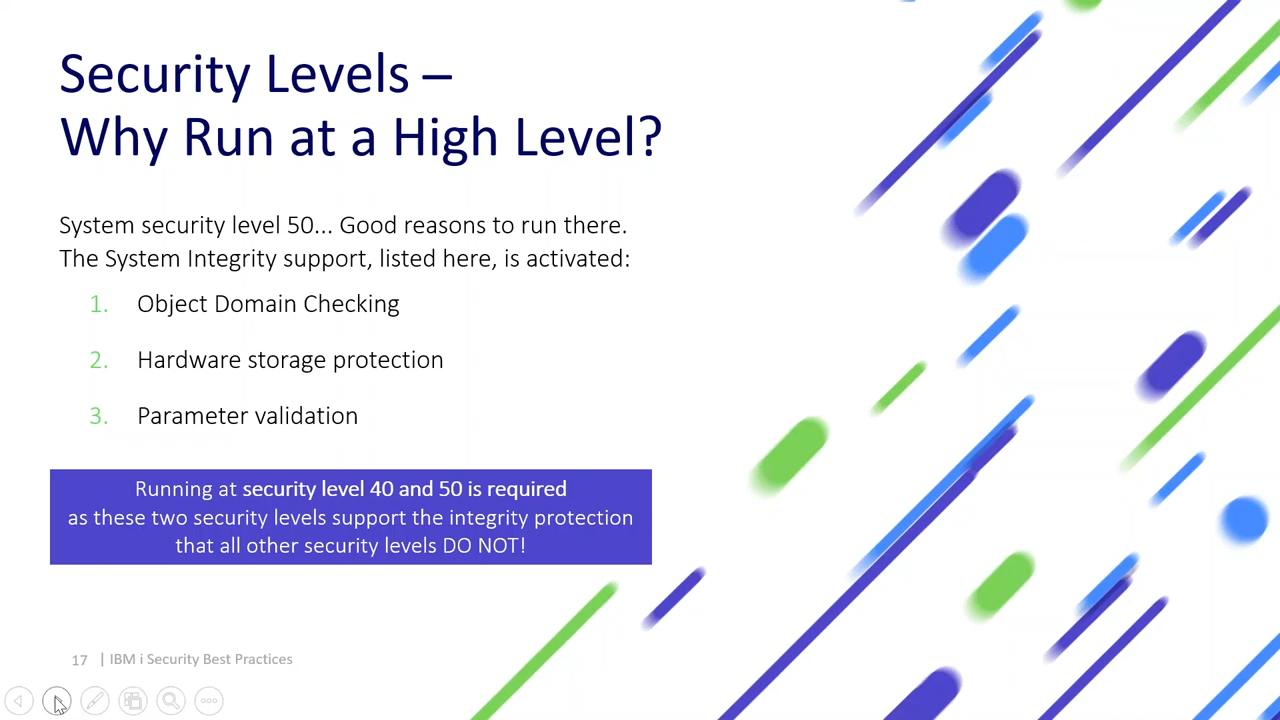 Security Levels –
Why Run at a High Level?
System security level 50... Good reasons to run there.
The System Integrity support, listed here, is activated:
1. Object Domain Checking
2. Hardware storage protection
3. Parameter validation
Running at security level 40 and 50 is required
as these two security levels support the integrity protection
that all other security levels DO NOT!
17 | IBM i Security Best Practices